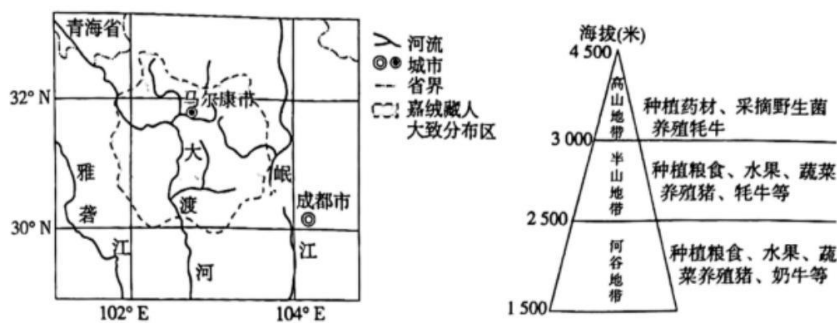 青海省
32° N
马尔康市
雅
砻
江
大
渡
河
岷
江
成都市
30° N
102° E
104° E
河流
城市
省界
嘉绒藏人
大致分布区
海拔(米)
4 500
高山地带
种植药材、采摘野生菌
养殖牦牛
3 000
半山地带
种植粮食、水果、蔬菜
养殖猪、牦牛等
2 500
河谷地带
种植粮食、水果、蔬
菜养殖猪、奶牛等
1 500